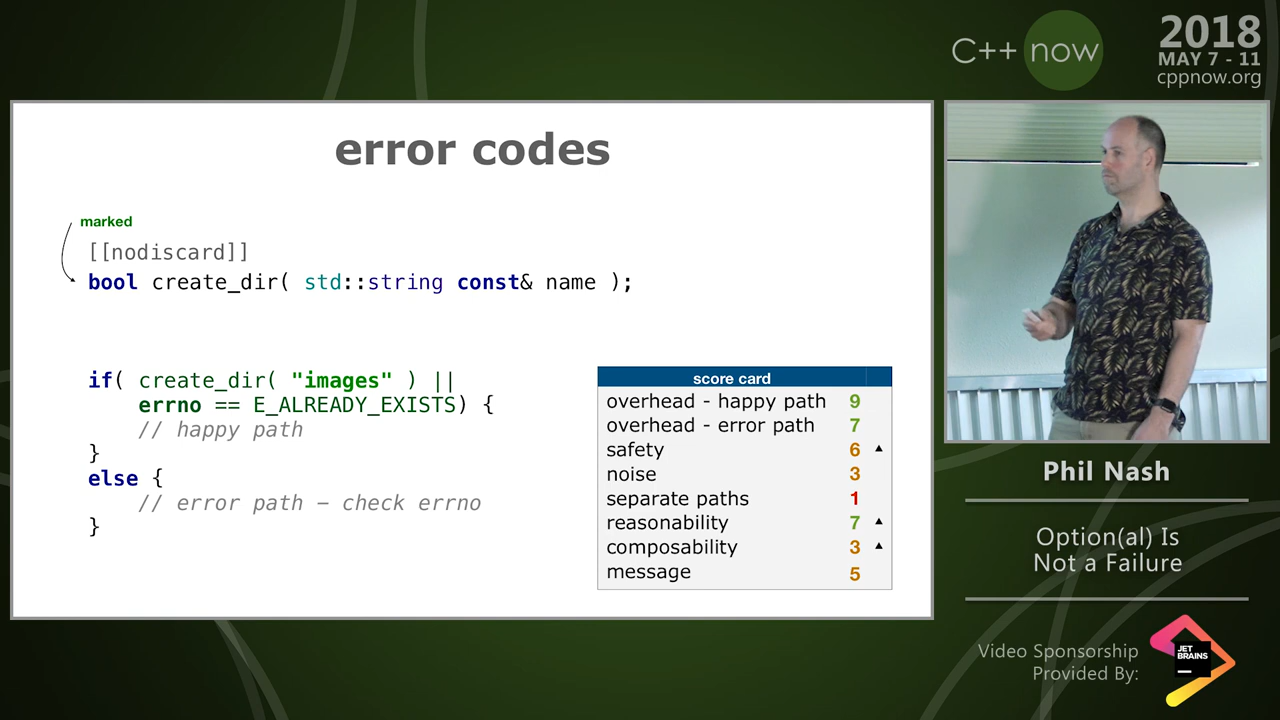 C++ now
2018
MAY 7 - 11
cppnow.org
error codes
marked
[[nodiscard]]
bool create_dir( std::string const& name );
if( create_dir( "images" ) ||
errno == E_ALREADY_EXISTS) {
// happy path
}
else {
// error path – check errno
}
score card
overhead - happy path 9
overhead - error path 7
safety 6 ▲
noise 3
separate paths 1
reasonability 7 ▲
composability 3 ▲
message 5
Phil Nash
Option(al) Is
Not a Failure
Video Sponsorship
Provided By:
JET
BRAINS